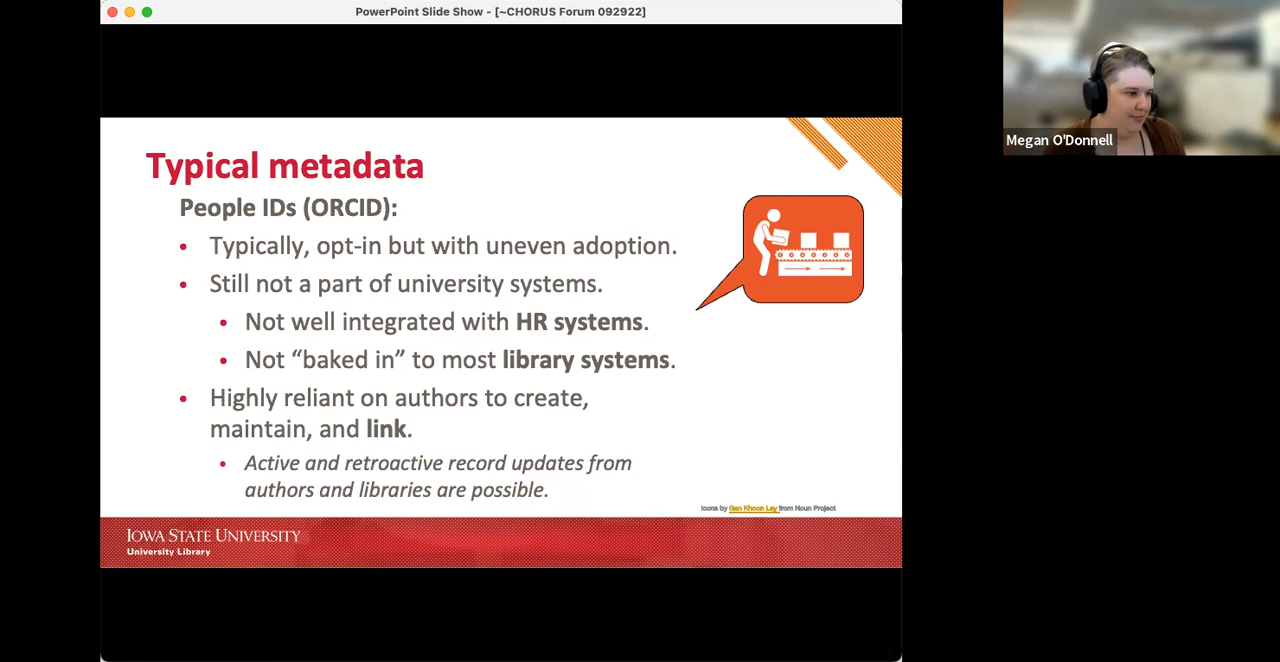 PowerPoint Slide Show - [~CHORUS Forum 092922]
Megan O'Donnell
Typical metadata
People IDs (ORCID):
• Typically, opt-in but with uneven adoption.
• Still not a part of university systems.
• Not well integrated with HR systems.
• Not “baked in” to most library systems.
• Highly reliant on authors to create,
maintain, and link.
• Active and retroactive record updates from
authors and libraries are possible.
Icons by Gan Khoon Lay from Noun Project
IOWA STATE UNIVERSITY
University Library